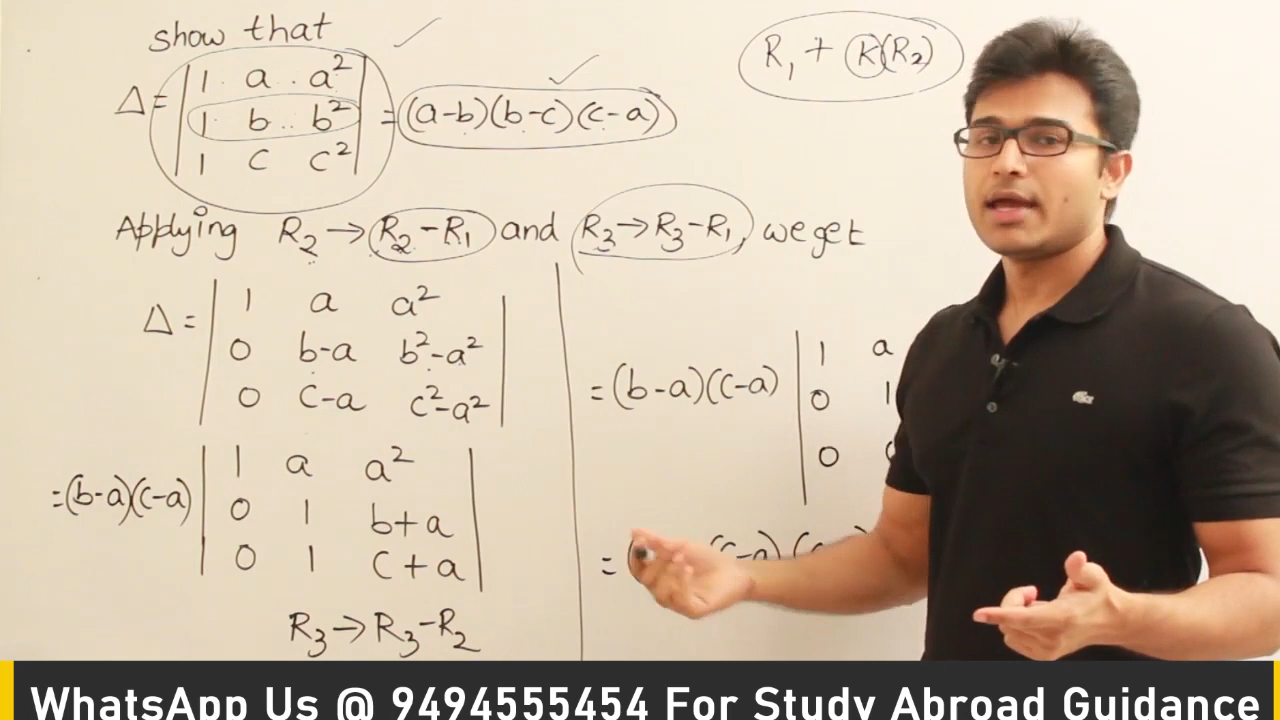 show that
Δ = | 1 a a² |
| 1 b b² | = (a-b)(b-c)(c-a)
| 1 c c² |
R₁ + K(R₂)
Applying R₂ → R₂ - R₁ and R₃ → R₃ - R₁, we get
Δ = | 1 a a² |
| 0 b-a b²-a² |
| 0 c-a c²-a² |
= (b-a)(c-a) | 1 a a² |
| 0 1 b+a |
| 0 1 c+a |
R₃ → R₃ - R₂
= (b-a)(c-a) | 1 a
| 0 1
| 0
= (c-a)
WhatsApp Us @ 9494555454 For Study Abroad Guidance